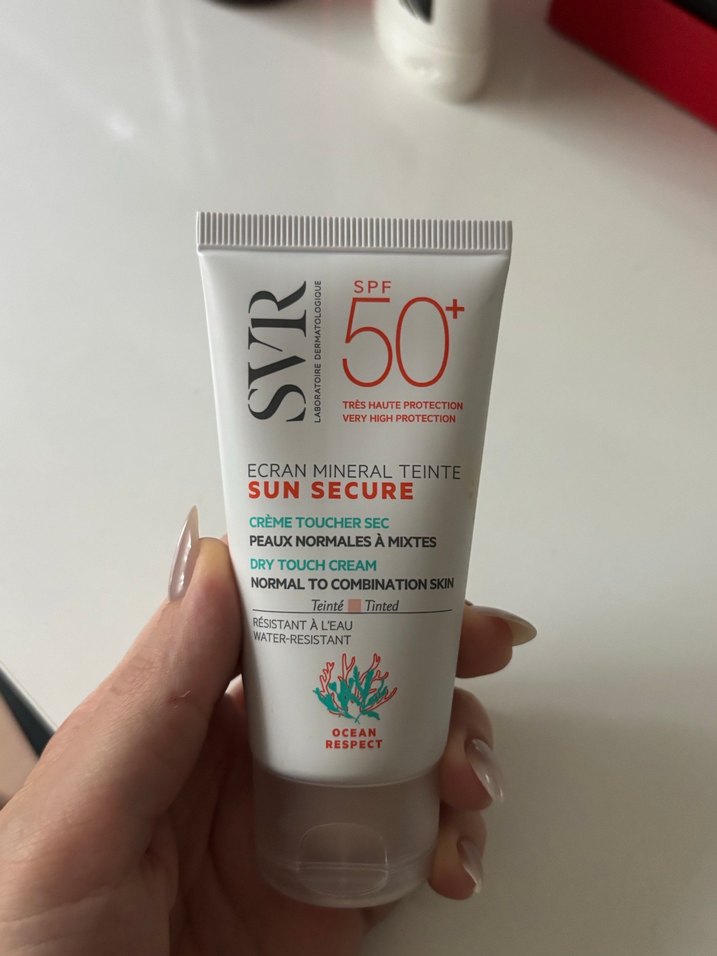 SVR
LABORATOIRE DERMATOLOGIQUE
SPF
50+
TRÈS HAUTE PROTECTION
VERY HIGH PROTECTION
ECRAN MINERAL TEINTE
SUN SECURE
CRÈME TOUCHER SEC
PEAUX NORMALES À MIXTES
DRY TOUCH CREAM
NORMAL TO COMBINATION SKIN
Teinté Tinted
RÉSISTANT À L'EAU
WATER-RESISTANT
OCEAN
RESPECT